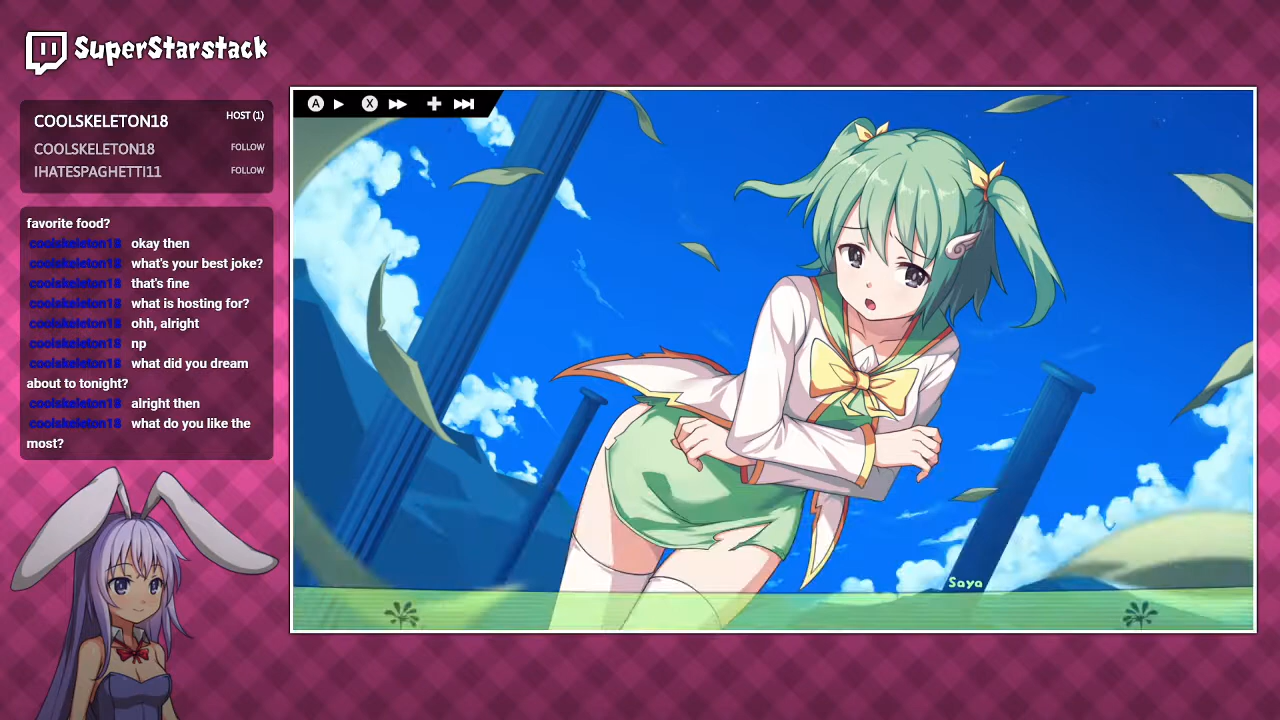 SuperStarstack
COOLSKELETON18 HOST (1)
COOLSKELETON18 FOLLOW
IHATESPAGHETTI11 FOLLOW
favorite food?
coolskeleton18 okay then
coolskeleton18 what's your best joke?
coolskeleton18 that's fine
coolskeleton18 what is hosting for?
coolskeleton18 ohh, alright
coolskeleton18 np
coolskeleton18 what did you dream
about to tonight?
coolskeleton18 alright then
coolskeleton18 what do you like the
most?
A X
Saya